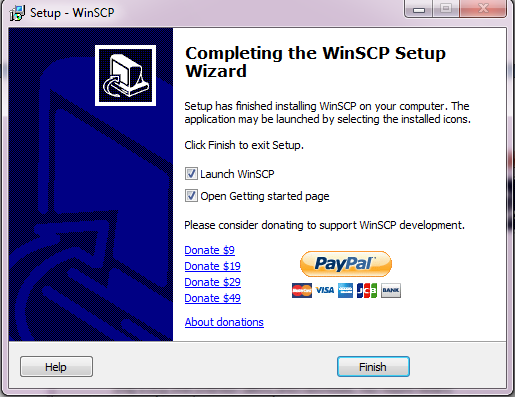 Setup - WinSCP
Completing the WinSCP Setup
Wizard
Setup has finished installing WinSCP on your computer. The
application may be launched by selecting the installed icons.
Click Finish to exit Setup.
Launch WinSCP
Open Getting started page
Please consider donating to support WinSCP development.
Donate $9
Donate $19
Donate $29
Donate $49
PayPal
MasterCard VISA JCB BANK
About donations
Help
Finish